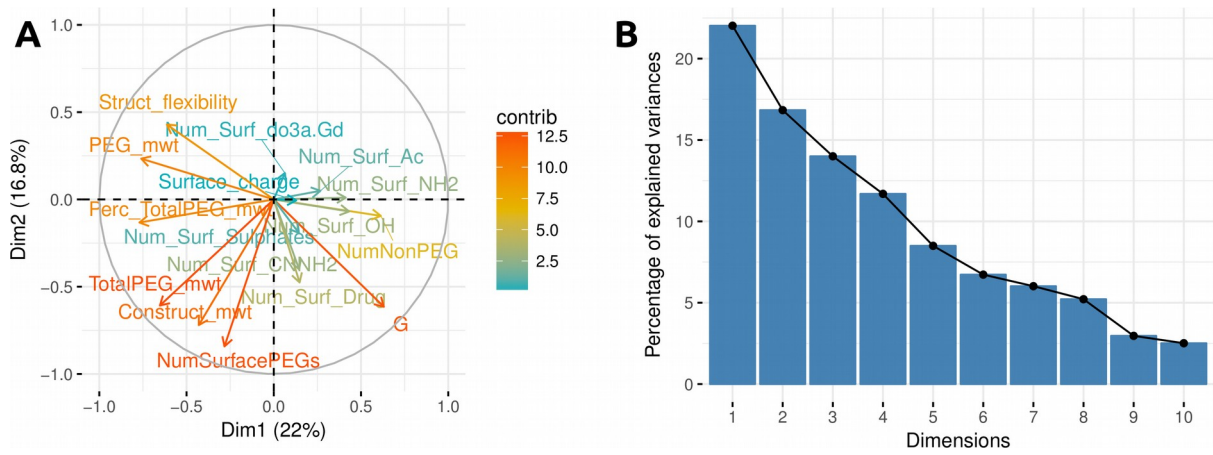 A
1.0
0.5
0.0
−0.5
−1.0
Dim2 (16.8%)
Struct_flexibility
Num_Surf_do3a.Gd
PEG_mwt
Num_Surf_Ac
Surface_charge
Num_Surf_NH2
Perc_TotalPEG_mwt
Num_Surf_OH
Num_Surf_Sulphates
NumNonPEG
Num_Surf_CNNH2
TotalPEG_mwt
Num_Surf_Drug
Construct_mwt
G
NumSurfacePEGs
−1.0
−0.5
0.0
0.5
1.0
Dim1 (22%)
contrib
12.5
10.0
7.5
5.0
2.5
B
Percentage of explained variances
20
15
10
5
0
1
2
3
4
5
6
7
8
9
10
Dimensions